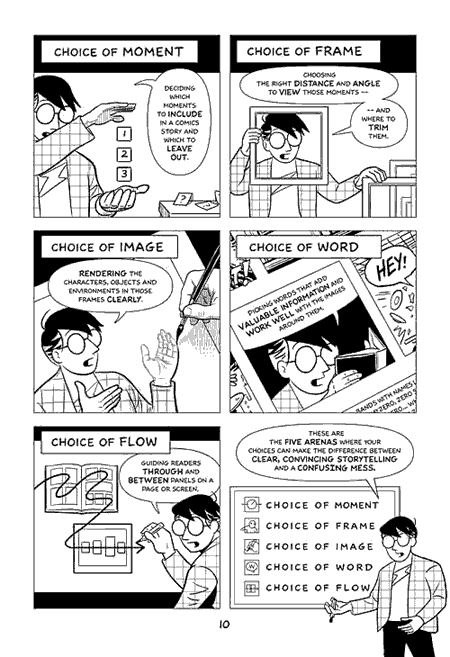 CHOICE OF MOMENT
DECIDING
WHICH
MOMENTS
TO INCLUDE
IN A COMICS
STORY AND
WHICH TO
LEAVE
OUT.
1
2
3
CHOICE OF FRAME
CHOOSING
THE RIGHT DISTANCE AND ANGLE
TO VIEW THOSE MOMENTS --
-- AND
WHERE TO
TRIM
THEM.
CHOICE OF IMAGE
RENDERING THE
CHARACTERS, OBJECTS AND
ENVIRONMENTS IN THOSE
FRAMES CLEARLY.
CHOICE OF WORD
HEY!
PICKING WORDS THAT ADD
VALUABLE INFORMATION AND
WORK WELL WITH THE IMAGES
AROUND THEM.
CHOICE OF FLOW
GUIDING READERS
THROUGH AND
BETWEEN PANELS ON A
PAGE OR SCREEN.
THESE ARE
THE FIVE ARENAS WHERE YOUR
CHOICES CAN MAKE THE DIFFERENCE BETWEEN
CLEAR, CONVINCING STORYTELLING
AND A CONFUSING MESS.
CHOICE OF MOMENT
CHOICE OF FRAME
CHOICE OF IMAGE
W CHOICE OF WORD
CHOICE OF FLOW
10